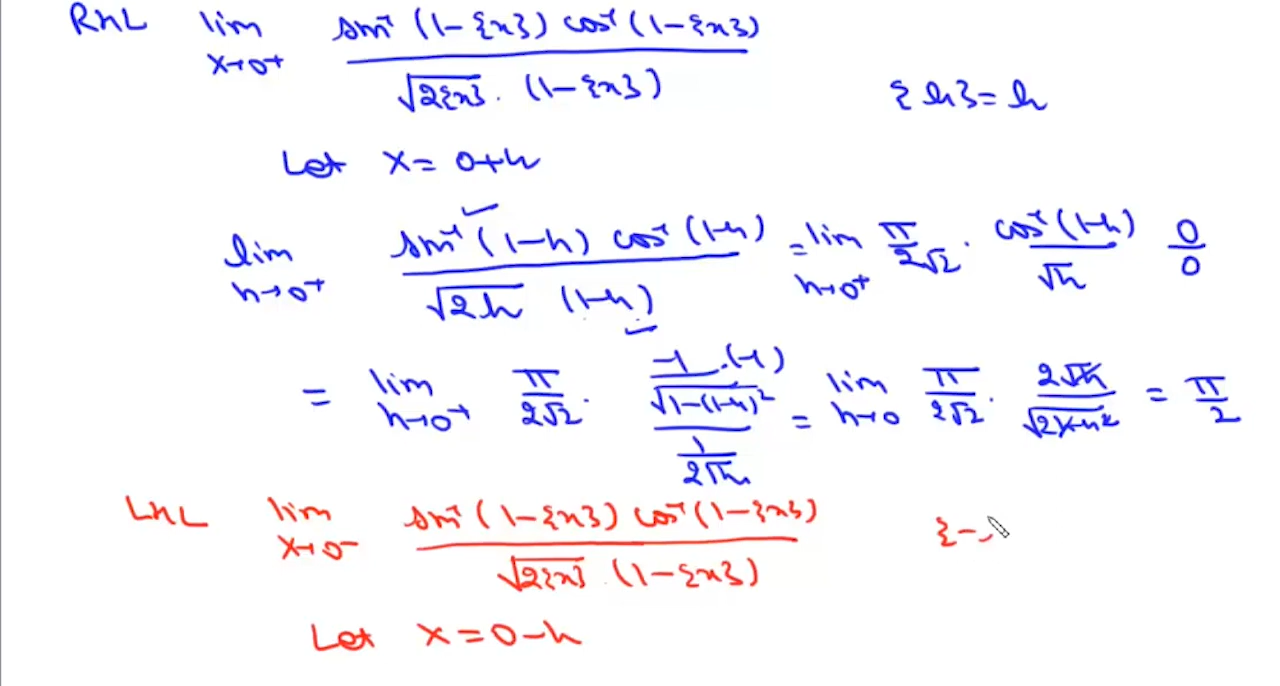 RHL lim x→0⁺ sin⁻¹(1-{x}) cos⁻¹(1-{x}) / √2{x} · (1-{x})
{h} = h
Let x = 0+h
lim h→0⁺ sin⁻¹(1-h) cos⁻¹(1-h) / √2h (1-h) = lim h→0⁺ π/2√2 · cos⁻¹(1-h)/√h 0/0
= lim h→0⁺ π/2√2 · (-1/√1-(1-h)² · (-1)) / (1/2√h) = lim h→0 π/2√2 · 2√h/√2h-h² = π/2
LHL lim x→0⁻ sin⁻¹(1-{x}) cos⁻¹(1-{x}) / √2{x} · (1-{x})
{-
Let x = 0-h